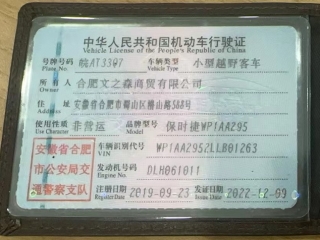 中华人民共和国机动车行驶证
Vehicle License of the People's Republic of China
号牌号码 皖AT3397 车辆类型 小型越野客车
Plate No. Vehicle Type
所有人 合肥文之森商贸有限公司
Owner
住址 安徽省合肥市蜀山区潜山路588号
Address
使用性质 非营运 品牌型号 保时捷WP1AA295
Use Character Model
安徽省合肥市公安局交通警察支队
车辆识别代号 WP1AA2952LLB01263
VIN
发动机号码 DLH061011
Engine No.
注册日期 2019-09-23 发证日期 2022-12-09
Register Date Issue Date